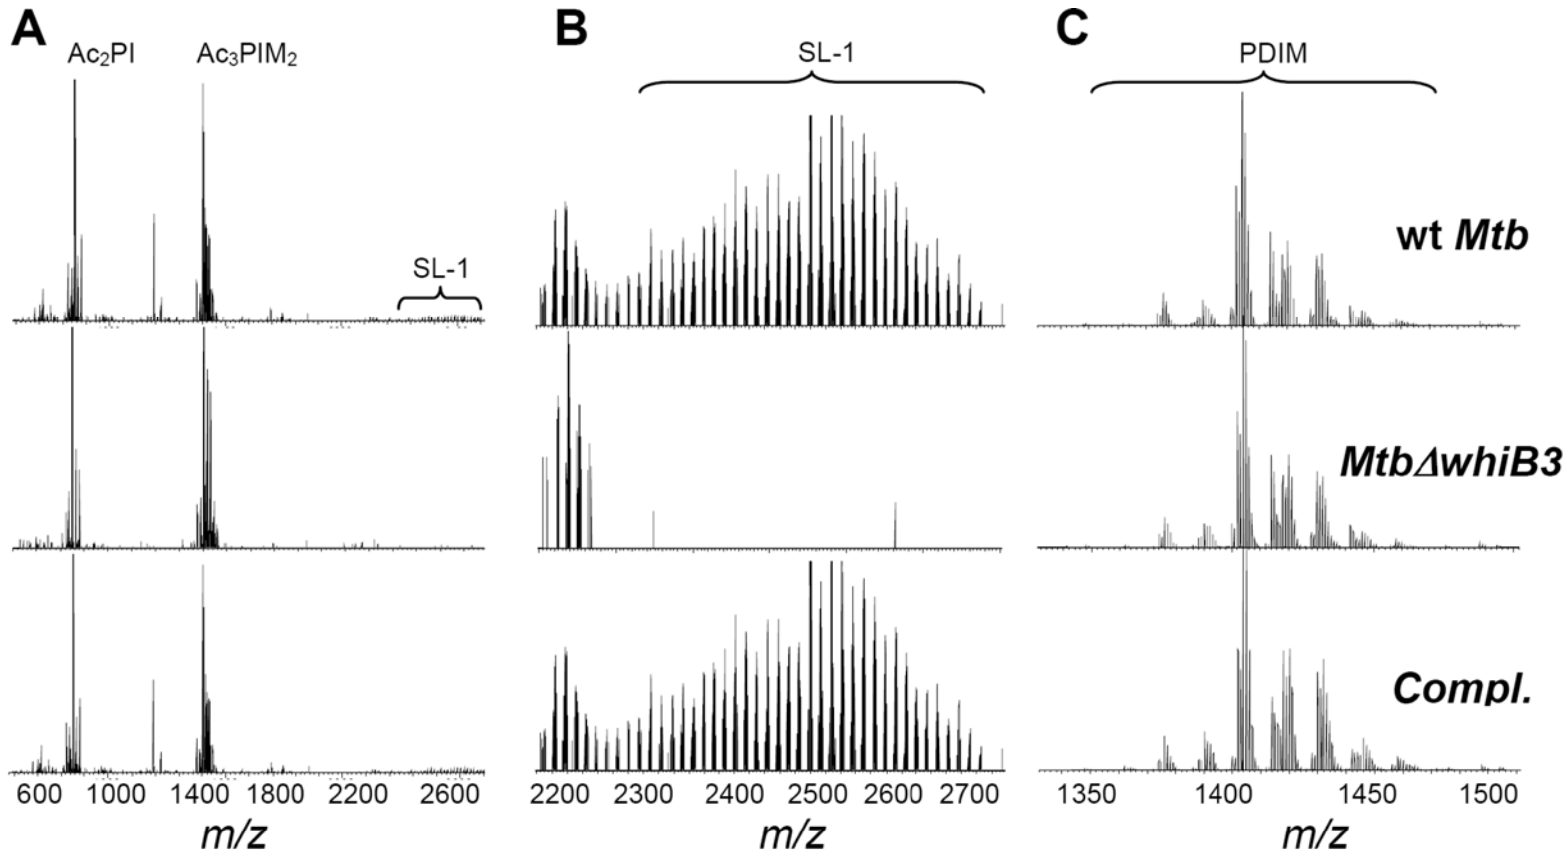 A
B
C
Ac₂PI
Ac₃PIM₂
SL-1
PDIM
SL-1
wt Mtb
MtbΔwhiB3
Compl.
600 1000 1400 1800 2200 2600
2200 2300 2400 2500 2600 2700
1350 1400 1450 1500
m/z
m/z
m/z